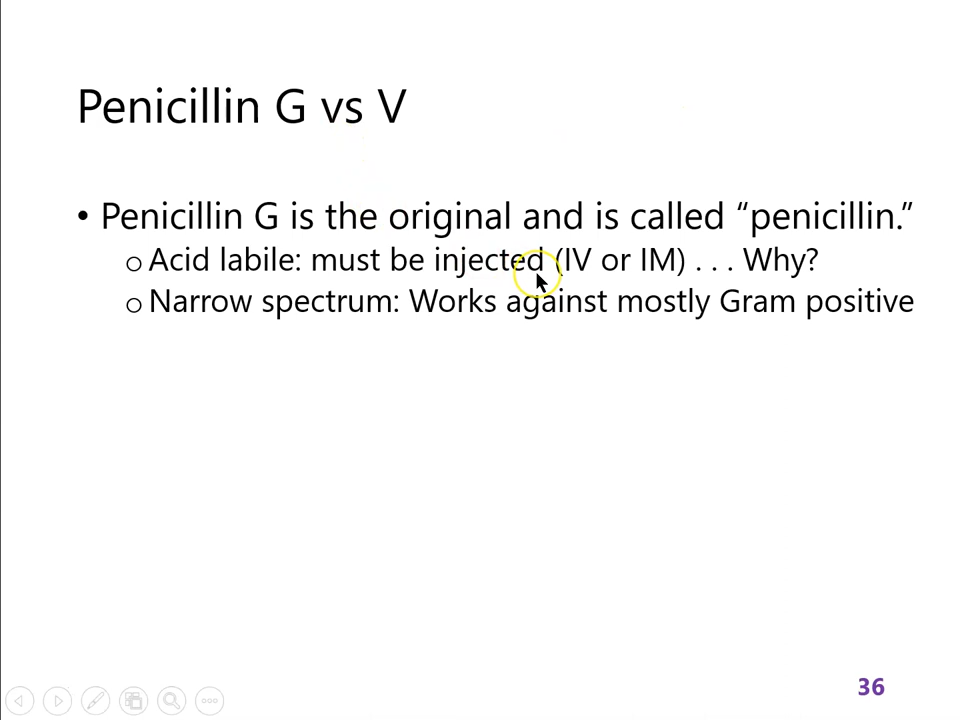 Penicillin G vs V
• Penicillin G is the original and is called “penicillin.”
o Acid labile: must be injected (IV or IM) . . . Why?
o Narrow spectrum: Works against mostly Gram positive
36